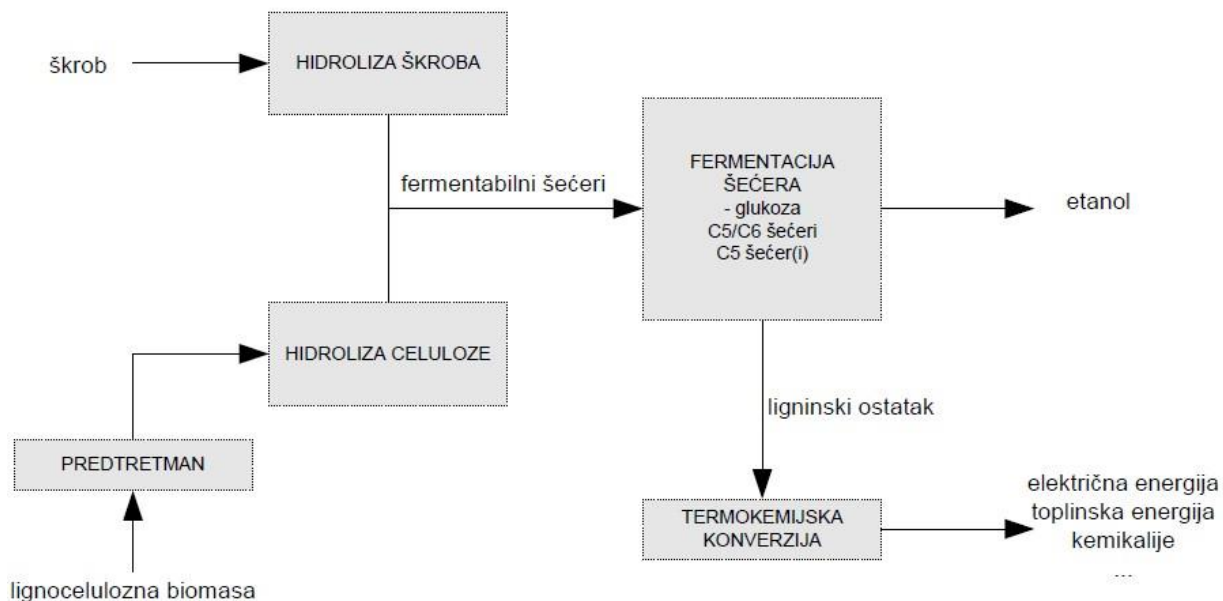 škrob
HIDROLIZA ŠKROBA
fermentabilni šećeri
FERMENTACIJA
ŠEĆERA
- glukoza
C5/C6 šećeri
C5 šećer(i)
etanol
HIDROLIZA CELULOZE
ligninski ostatak
PREDTRETMAN
TERMOKEMIJSKA
KONVERZIJA
električna energija
toplinska energija
kemikalije
...
lignocelulozna biomasa